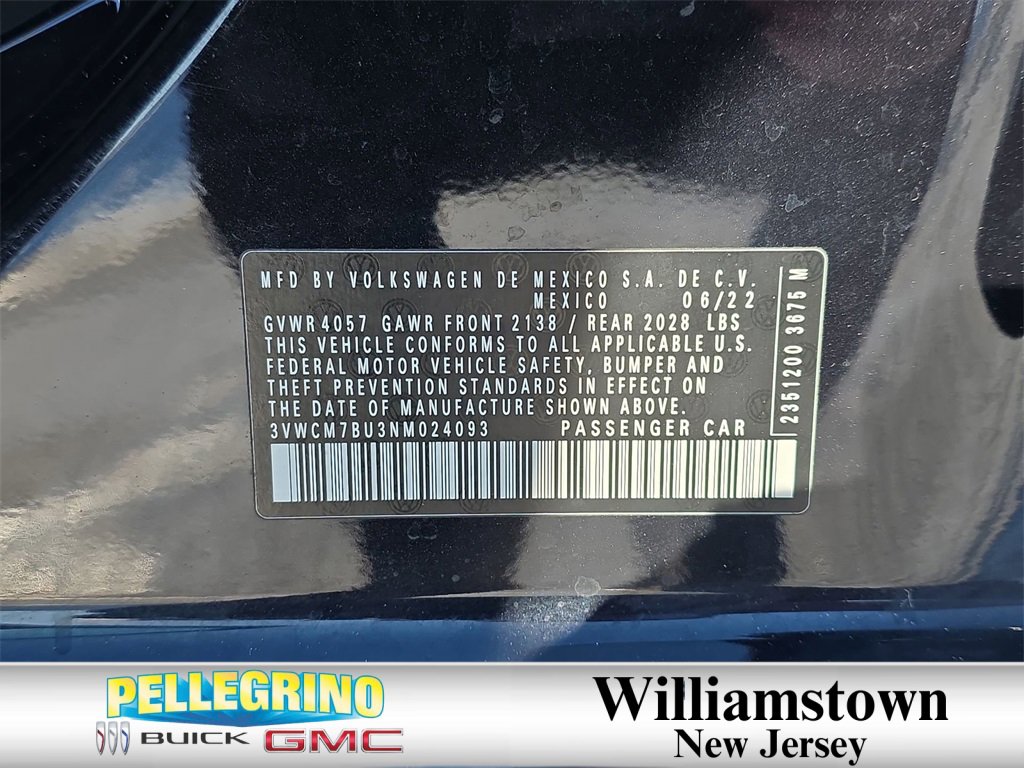 MFD BY VOLKSWAGEN DE MEXICO S.A. DE C.V.
MEXICO 06/22
GVWR 4057 GAWR FRONT 2138 / REAR 2028 LBS
THIS VEHICLE CONFORMS TO ALL APPLICABLE U.S.
FEDERAL MOTOR VEHICLE SAFETY, BUMPER AND
THEFT PREVENTION STANDARDS IN EFFECT ON
THE DATE OF MANUFACTURE SHOWN ABOVE.
3VWCM7BU3NM024093 PASSENGER CAR
2351200 3675 M
PELLEGRINO
BUICK GMC
Williamstown
New Jersey